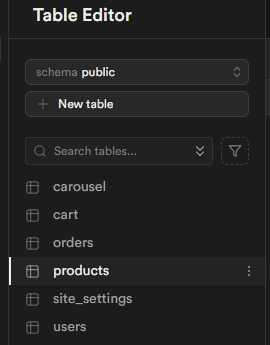 Table Editor
schema public
New table
Search tables...
carousel
cart
orders
products
site_settings
users